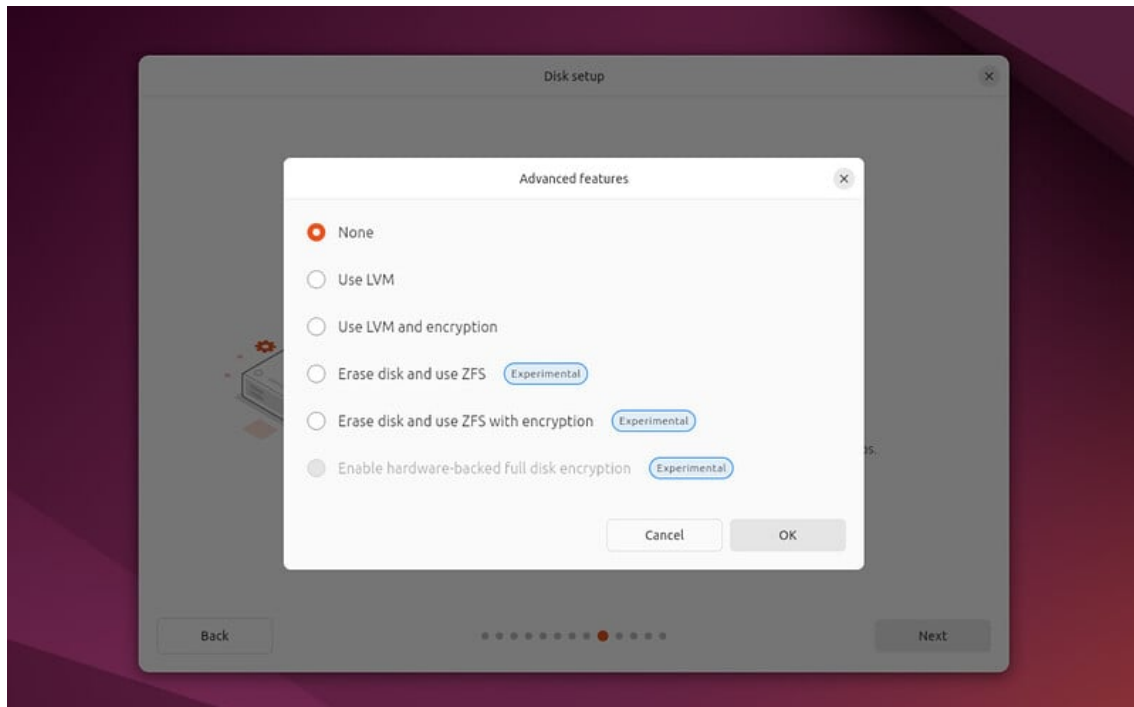 Disk setup
Advanced features
None
Use LVM
Use LVM and encryption
Erase disk and use ZFS Experimental
Erase disk and use ZFS with encryption Experimental
Enable hardware-backed full disk encryption Experimental
Cancel OK
Back Next